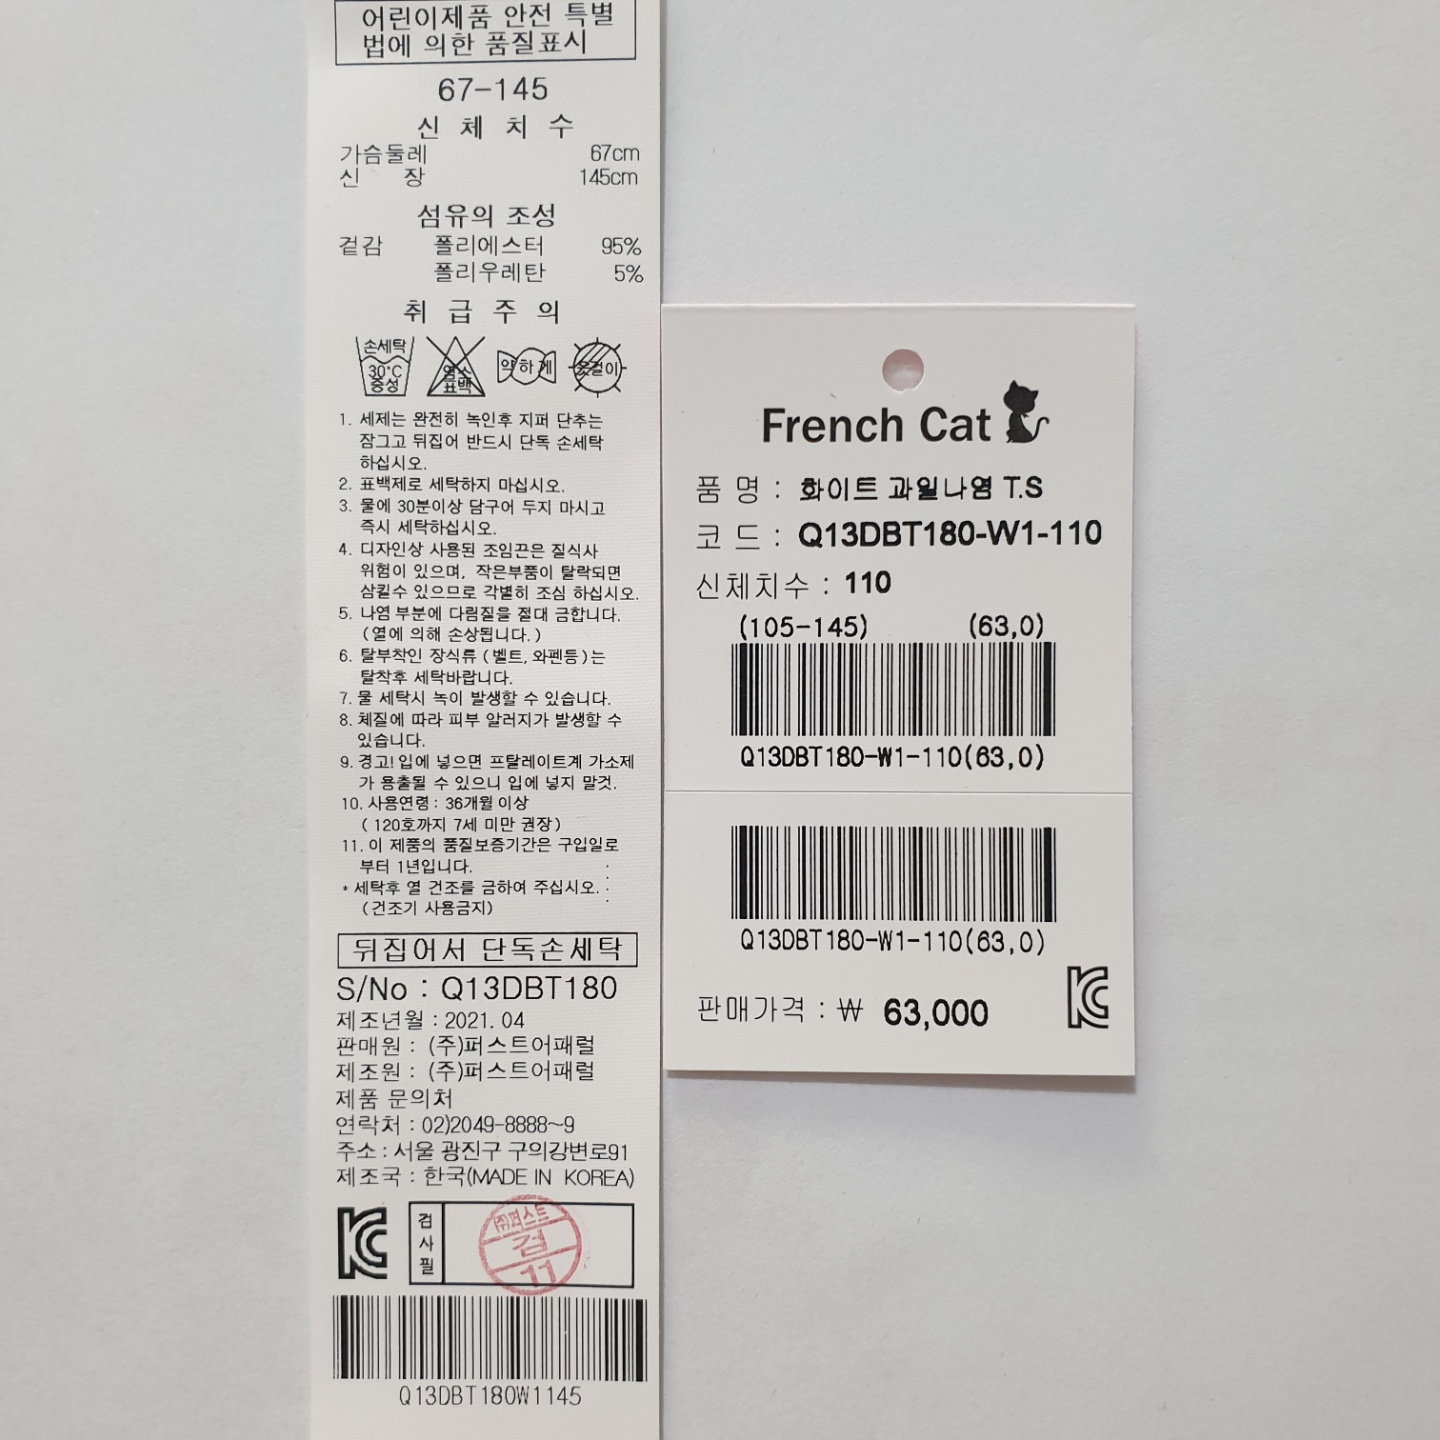 어린이제품 안전 특별
법에 의한 품질표시
67-145
신 체 치 수
가슴둘레 67cm
신 장 145cm
섬유의 조성
겉감 폴리에스터 95%
폴리우레탄 5%
취 급 주 의
손세탁
30°C
중성
염소
표백
약하게
옷걸이
1. 세제는 완전히 녹인후 지퍼 단추는
잠그고 뒤집어 반드시 단독 손세탁
하십시오.
2. 표백제로 세탁하지 마십시오.
3. 물에 30분이상 담구어 두지 마시고
즉시 세탁하십시오.
4. 디자인상 사용된 조임끈은 질식사
위험이 있으며, 작은부품이 탈락되면
삼킬수 있으므로 각별히 조심 하십시오.
5. 나염 부분에 다림질을 절대 금합니다.
(열에 의해 손상됩니다.)
6. 탈부착인 장식류 (벨트, 와펜등)는
탈착후 세탁바랍니다.
7. 물 세탁시 녹이 발생할 수 있습니다.
8. 체질에 따라 피부 알러지가 발생할 수
있습니다.
9. 경고! 입에 넣으면 프탈레이트계 가소제
가 용출될 수 있으니 입에 넣지 말것.
10. 사용연령 : 36개월 이상
(120호까지 7세 미만 권장)
11. 이 제품의 품질보증기간은 구입일로
부터 1년입니다.
* 세탁후 열 건조를 금하여 주십시오.
(건조기 사용금지)
뒤집어서 단독손세탁
S/No : Q13DBT180
제조년월 : 2021. 04
판매원 : (주)퍼스트어패럴
제조원 : (주)퍼스트어패럴
제품 문의처
연락처 : 02)2049-8888~9
주소 : 서울 광진구 구의강변로91
제조국 : 한국(MADE IN KOREA)
KC
검사필
(주)퍼스트
검
11
Q13DBT180W1145
French Cat
품 명 : 화이트 과일나염 T.S
코 드 : Q13DBT180-W1-110
신체치수 : 110
(105-145) (63,0)
Q13DBT180-W1-110(63,0)
Q13DBT180-W1-110(63,0)
판매가격 : ₩ 63,000
KC